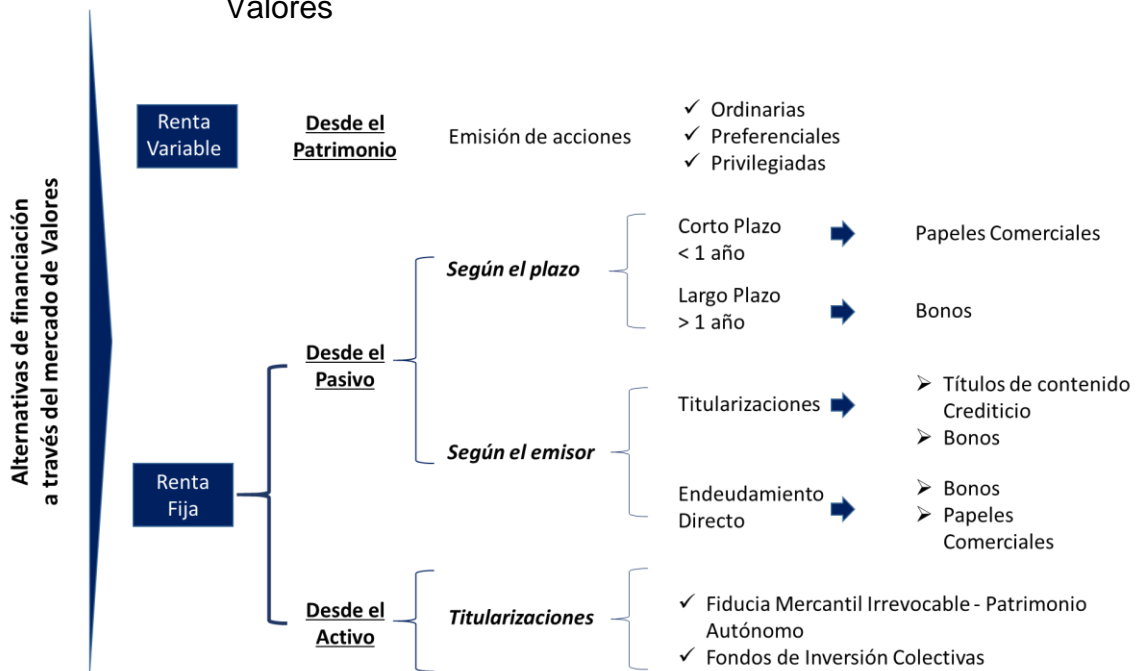 Valores
Alternativas de financiación
a través del mercado de Valores
Renta
Variable
Desde el
Patrimonio
Emisión de acciones
✓ Ordinarias
✓ Preferenciales
✓ Privilegiadas
Renta
Fija
Desde el
Pasivo
Según el plazo
Corto Plazo
< 1 año
Papeles Comerciales
Largo Plazo
> 1 año
Bonos
Según el emisor
Titularizaciones
➢ Títulos de contenido
Crediticio
➢ Bonos
Endeudamiento
Directo
➢ Bonos
➢ Papeles
Comerciales
Desde el
Activo
Titularizaciones
✓ Fiducia Mercantil Irrevocable - Patrimonio
Autónomo
✓ Fondos de Inversión Colectivas